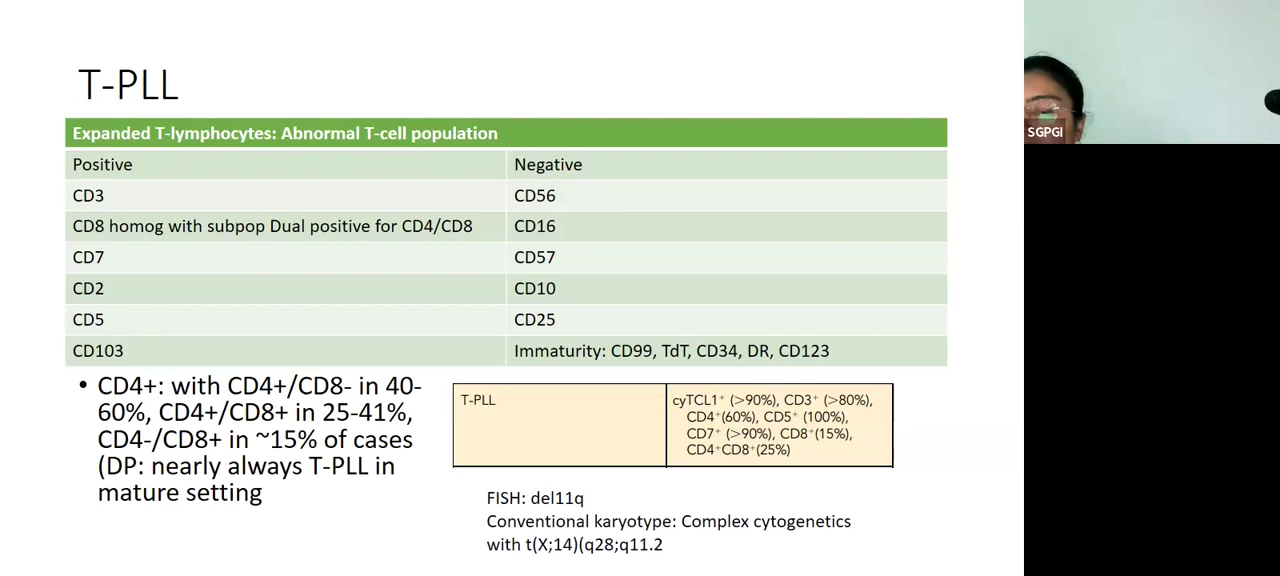 T-PLL
Expanded T-lymphocytes: Abnormal T-cell population
Positive Negative
CD3 CD56
CD8 homog with subpop Dual positive for CD4/CD8 CD16
CD7 CD57
CD2 CD10
CD5 CD25
CD103 Immaturity: CD99, TdT, CD34, DR, CD123
• CD4+: with CD4+/CD8- in 40-
60%, CD4+/CD8+ in 25-41%,
CD4-/CD8+ in ~15% of cases
(DP: nearly always T-PLL in
mature setting
T-PLL cyTCL1⁺ (>90%), CD3⁺ (>80%),
CD4⁺(60%), CD5⁺ (100%),
CD7⁺ (>90%), CD8⁺(15%),
CD4⁺CD8⁺(25%)
FISH: del11q
Conventional karyotype: Complex cytogenetics
with t(X;14)(q28;q11.2
SGPGI